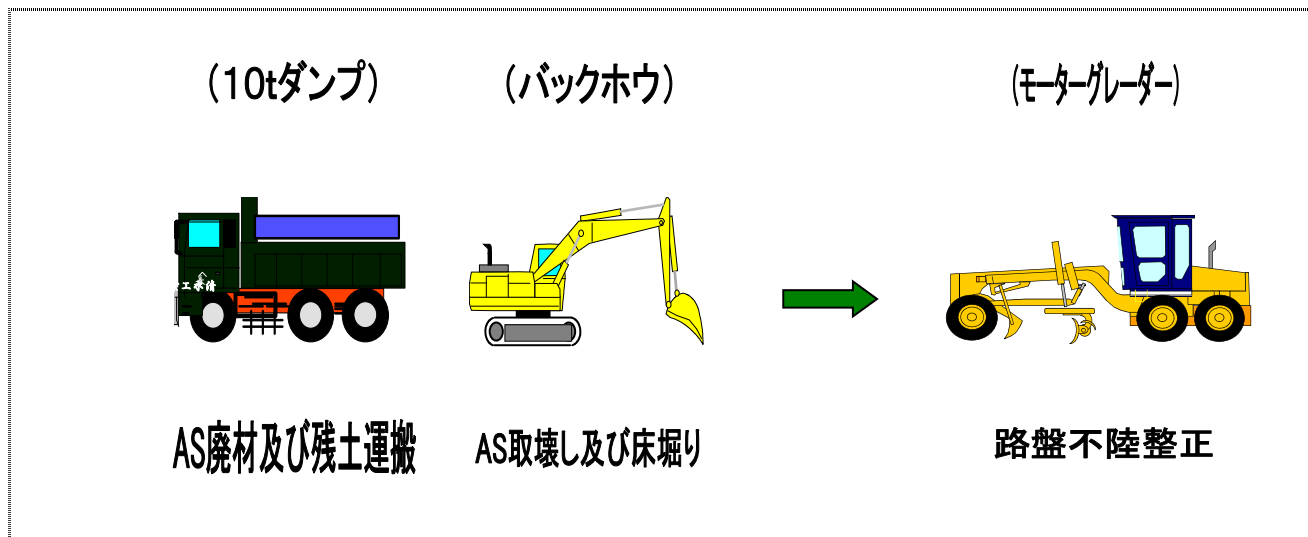 (10tダンプ)
(バックホウ)
(モーターグレーダー)
AS廃材及び残土運搬
AS取壊し及び床堀り
路盤不陸整正